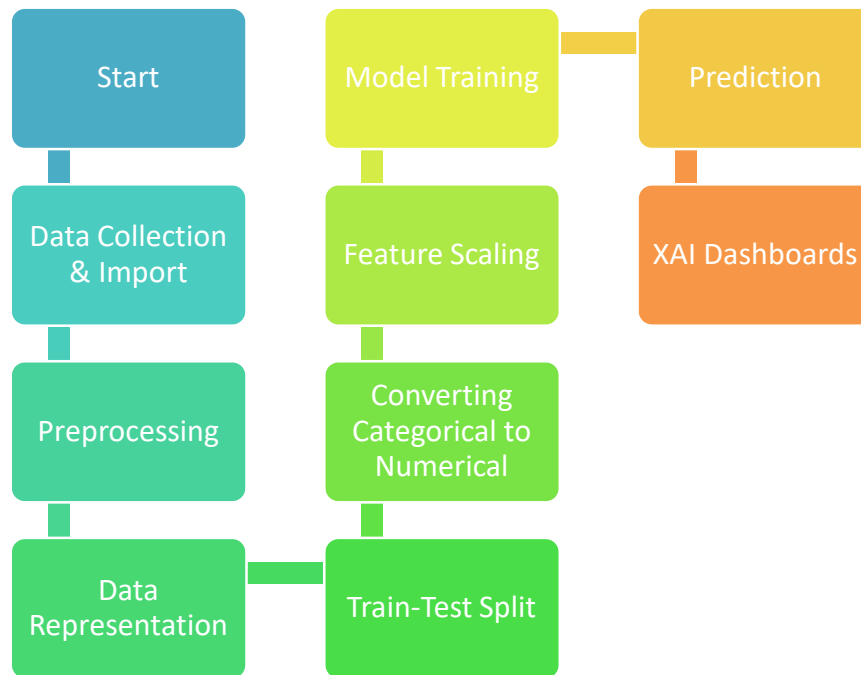 Start
Data Collection
& Import
Preprocessing
Data
Representation
Train-Test Split
Converting
Categorical to
Numerical
Feature Scaling
Model Training
Prediction
XAI Dashboards